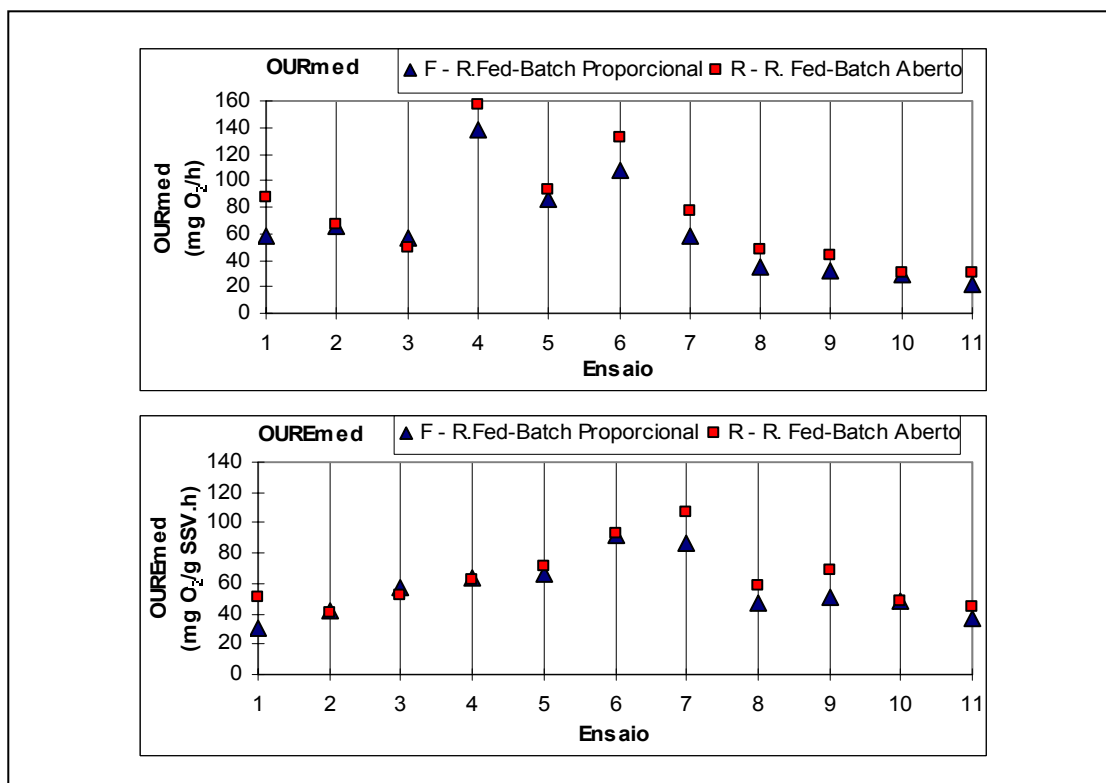 OURmed
F - R.Fed-Batch Proporcional R - R. Fed-Batch Aberto
OURmed
(mg O2/h)
160
140
120
100
80
60
40
20
0
1 2 3 4 5 6 7 8 9 10 11
Ensaio
OUREmed
F - R.Fed-Batch Proporcional R - R. Fed-Batch Aberto
OUREmed
(mg O2/g SSV.h)
140
120
100
80
60
40
20
0
1 2 3 4 5 6 7 8 9 10 11
Ensaio